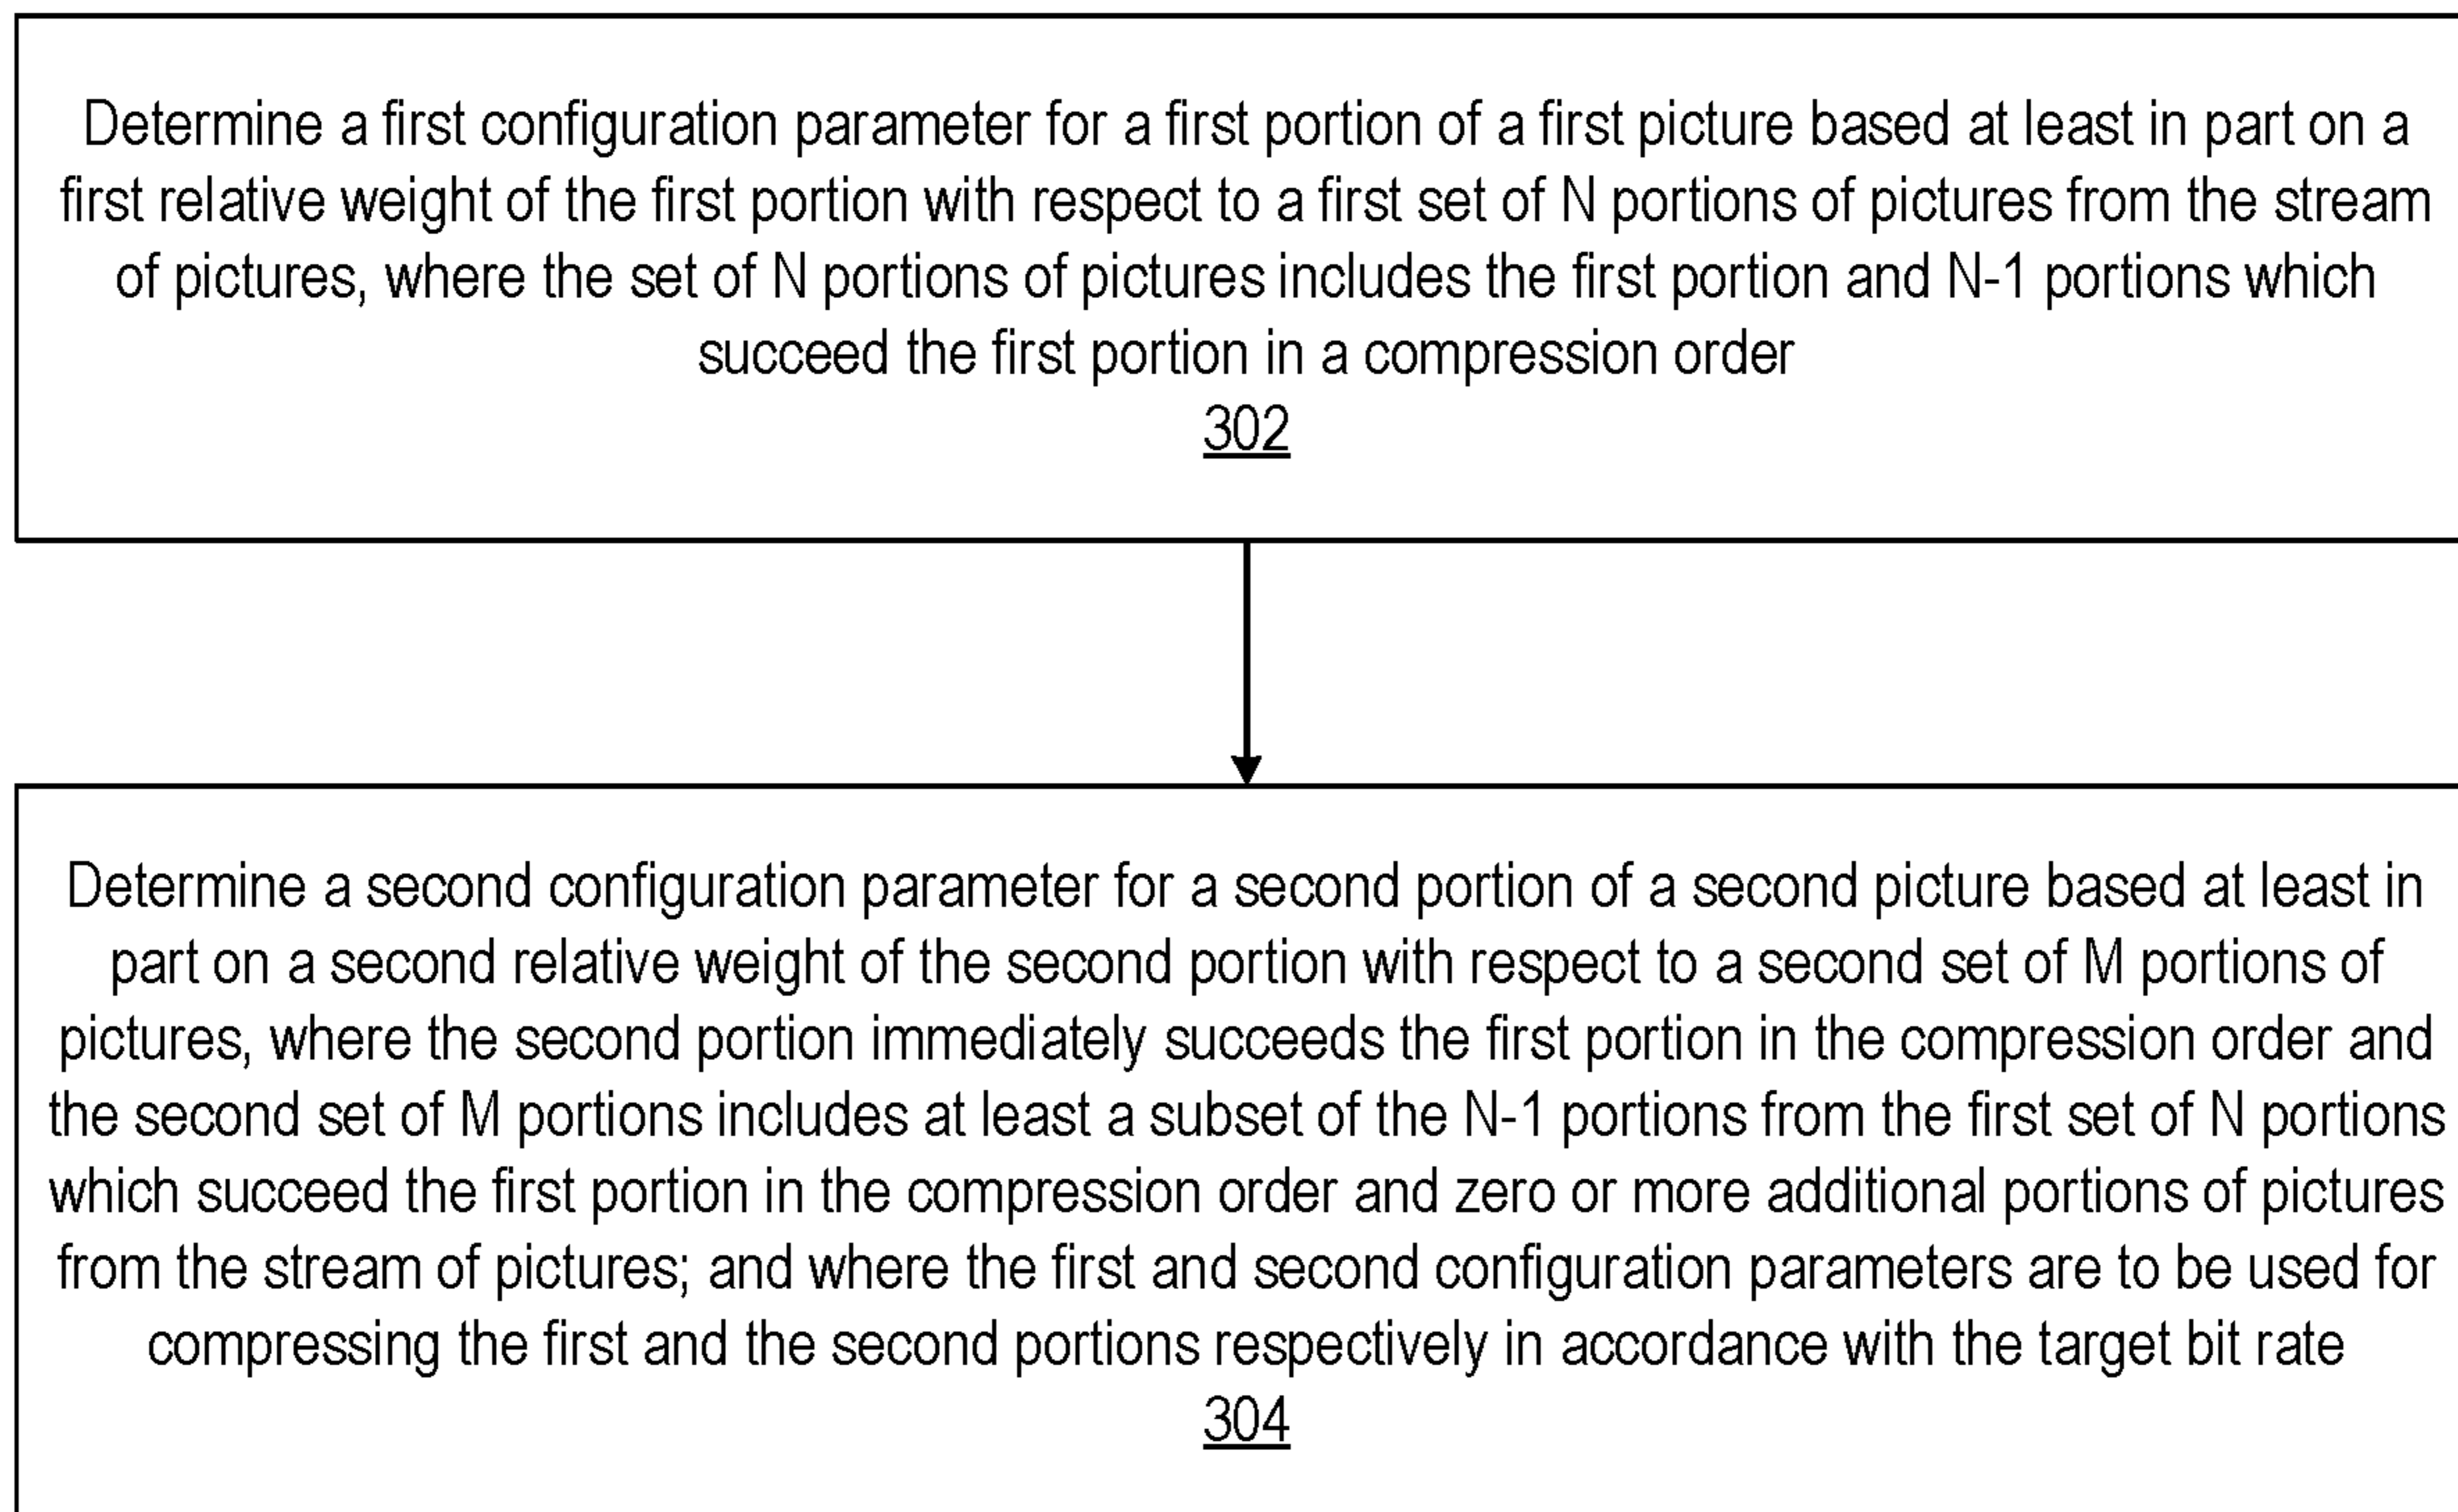 Determine a first configuration parameter for a first portion of a first picture based at least in part on a
first relative weight of the first portion with respect to a first set of N portions of pictures from the stream
of pictures, where the set of N portions of pictures includes the first portion and N-1 portions which
succeed the first portion in a compression order
302
Determine a second configuration parameter for a second portion of a second picture based at least in
part on a second relative weight of the second portion with respect to a second set of M portions of
pictures, where the second portion immediately succeeds the first portion in the compression order and
the second set of M portions includes at least a subset of the N-1 portions from the first set of N portions
which succeed the first portion in the compression order and zero or more additional portions of pictures
from the stream of pictures; and where the first and second configuration parameters are to be used for
compressing the first and the second portions respectively in accordance with the target bit rate
304